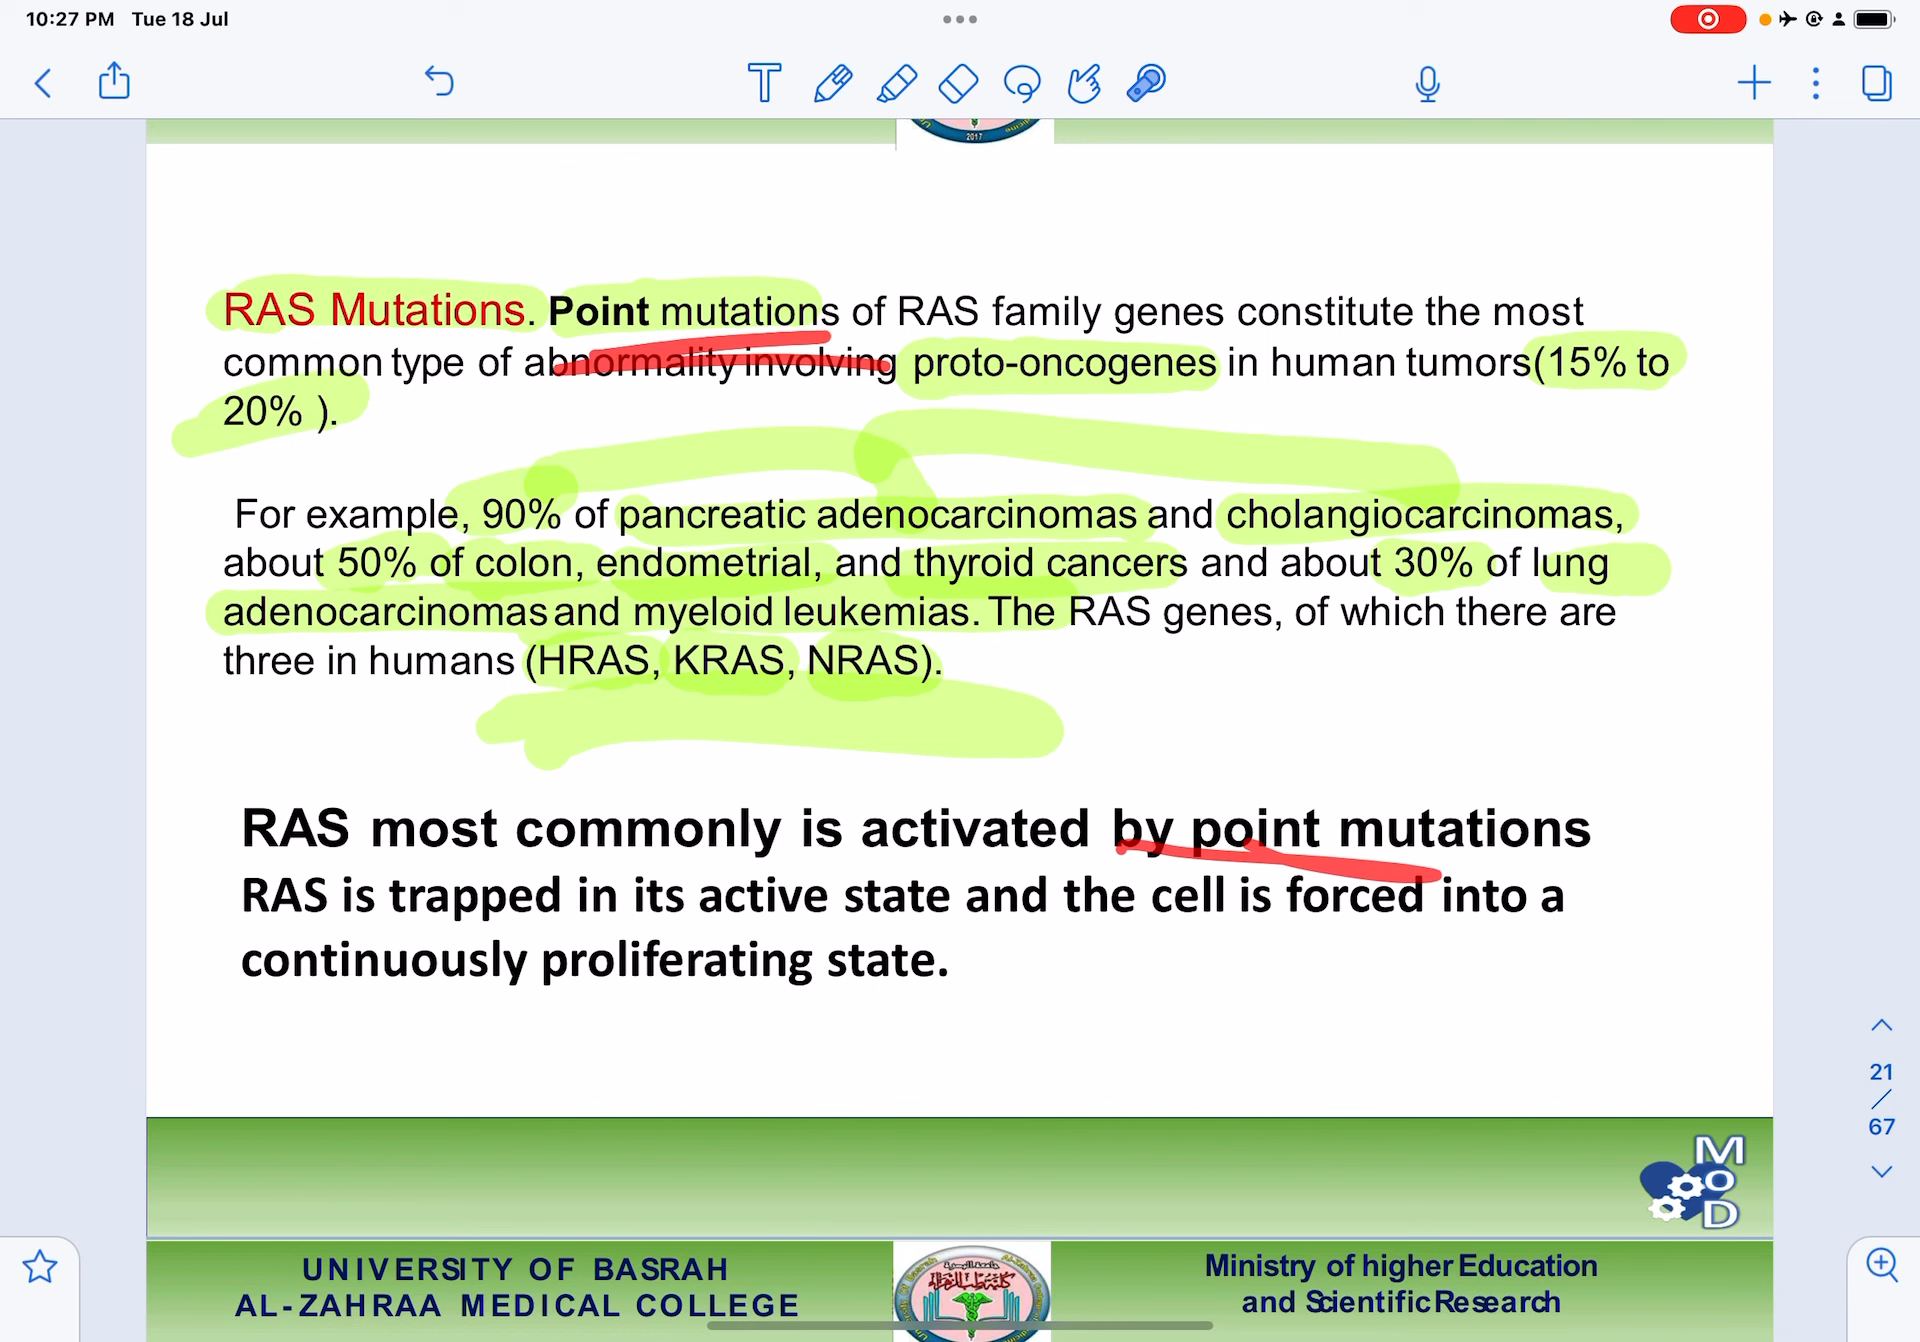 10:27 PM Tue 18 Jul
2017
RAS Mutations. Point mutations of RAS family genes constitute the most
common type of abnormality involving proto-oncogenes in human tumors(15% to
20% ).
For example, 90% of pancreatic adenocarcinomas and cholangiocarcinomas,
about 50% of colon, endometrial, and thyroid cancers and about 30% of lung
adenocarcinomas and myeloid leukemias. The RAS genes, of which there are
three in humans (HRAS, KRAS, NRAS).
RAS most commonly is activated by point mutations
RAS is trapped in its active state and the cell is forced into a
continuously proliferating state.
21
/
67
MOD
UNIVERSITY OF BASRAH
AL-ZAHRAA MEDICAL COLLEGE
Ministry of higher Education
and Scientific Research